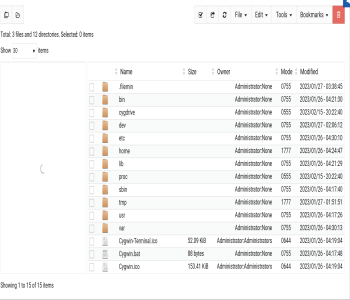 File Edit Tools Bookmarks
Total: 3 files and 12 directories. Selected: 0 items
Show 30 items
Name Size Owner Mode Modified
.filemin Administrator:None 0755 2023/01/27 - 03:38:45
bin Administrator:None 0755 2023/01/26 - 04:21:30
cygdrive Administrator:None 0555 2023/02/15 - 20:22:40
dev Administrator:None 0755 2023/01/27 - 02:06:12
etc Administrator:None 0755 2023/01/26 - 04:30:10
home Administrator:None 1777 2023/01/26 - 04:24:47
lib Administrator:None 0755 2023/01/26 - 04:21:29
proc Administrator:None 0555 2023/02/15 - 20:22:40
sbin Administrator:None 0755 2023/01/26 - 04:17:40
tmp Administrator:None 1777 2023/01/27 - 01:51:51
usr Administrator:None 0755 2023/01/26 - 04:17:26
var Administrator:None 0755 2023/01/26 - 04:30:13
Cygwin-Terminal.ico 52.09 KiB Administrator:Administrators 0644 2023/01/26 - 04:19:04
Cygwin.bat 88 bytes Administrator:None 0755 2023/01/26 - 04:17:48
Cygwin.ico 153.41 KiB Administrator:Administrators 0644 2023/01/26 - 04:19:04
Showing 1 to 15 of 15 items